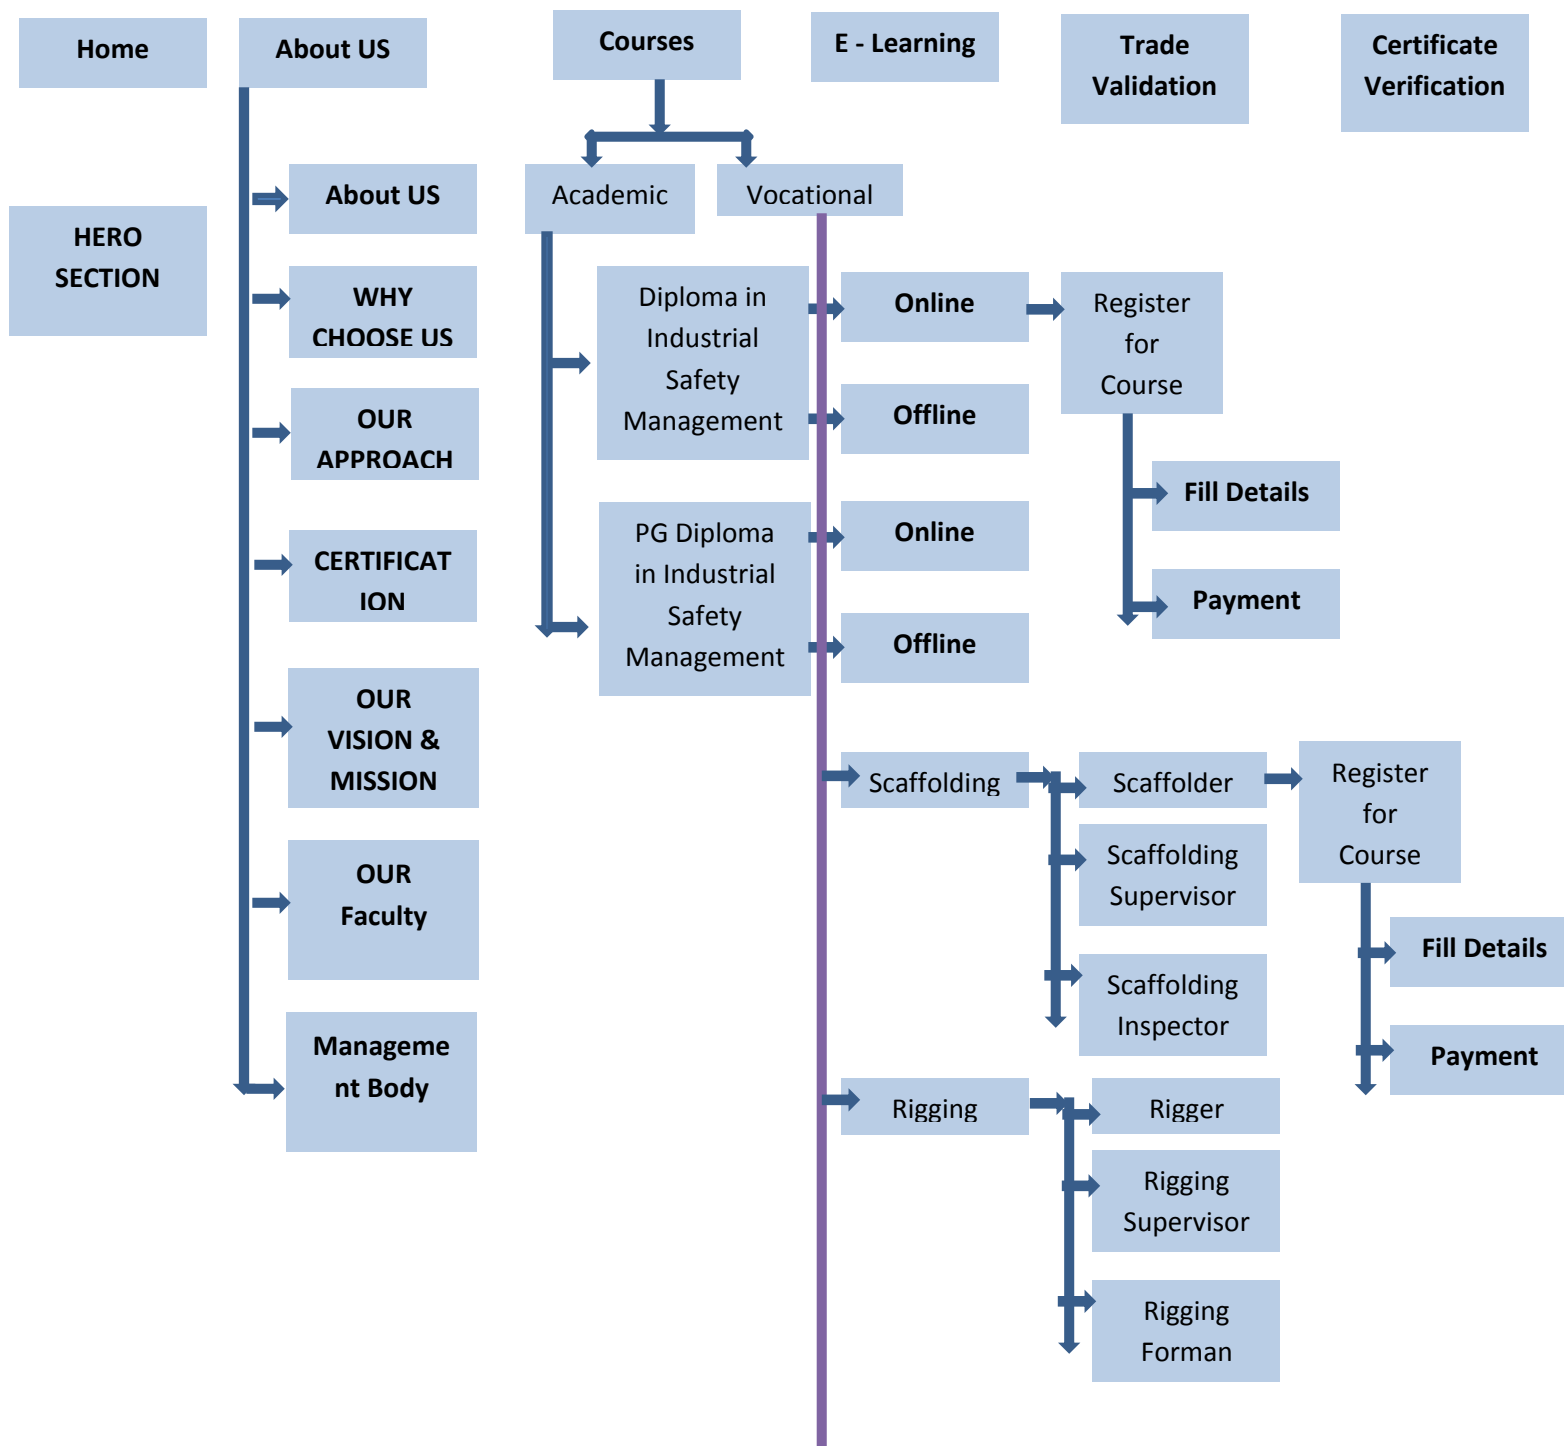 Home
About US
Courses
E - Learning
Trade
Validation
Certificate
Verification
HERO
SECTION
About US
WHY
CHOOSE US
OUR
APPROACH
CERTIFICAT
ION
OUR
VISION &
MISSION
OUR
Faculty
Manageme
nt Body
Academic
Vocational
Diploma in
Industrial
Safety
Management
Online
Offline
Register
for
Course
Fill Details
Payment
PG Diploma
in Industrial
Safety
Management
Online
Offline
Scaffolding
Scaffolder
Scaffolding
Supervisor
Scaffolding
Inspector
Register
for
Course
Fill Details
Payment
Rigging
Rigger
Rigging
Supervisor
Rigging
Forman